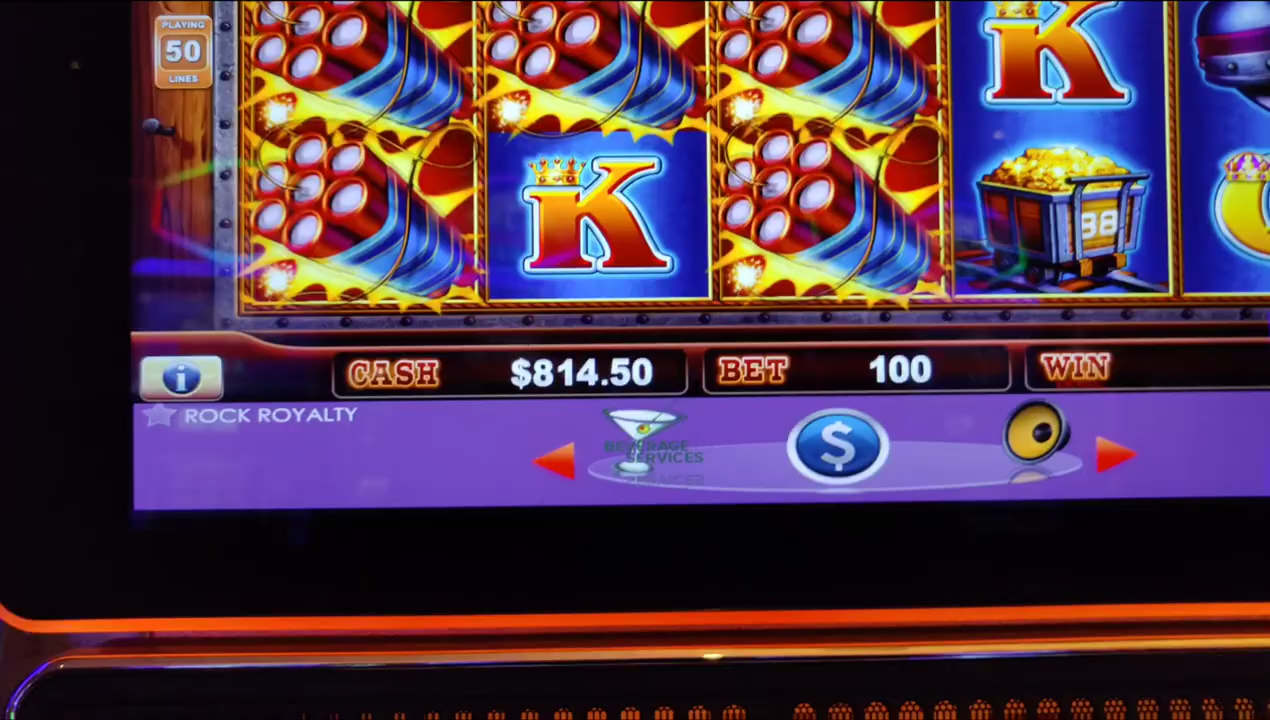 PLAYING
50
LINES
K
K
88
CASH $814.50 BET 100 WIN
i
ROCK ROYALTY
BEVERAGE
SERVICES
$